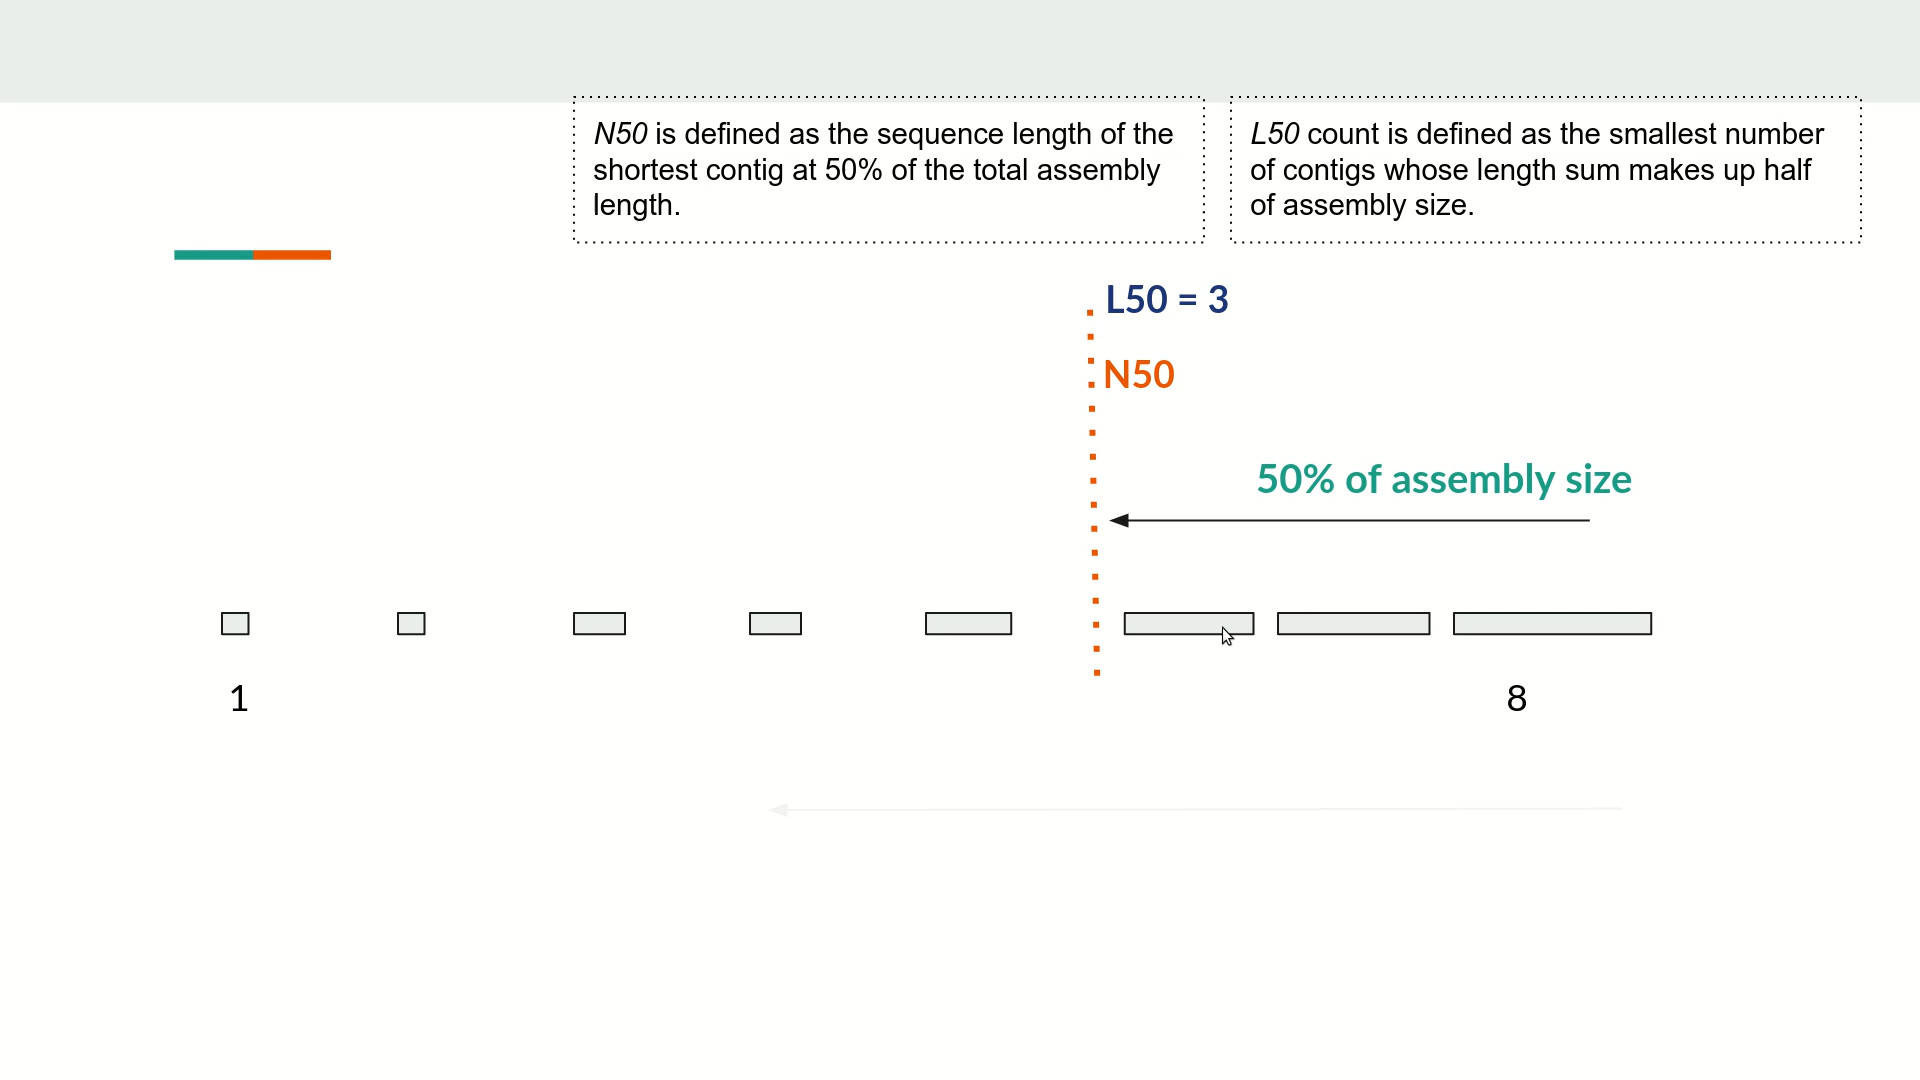 N50 is defined as the sequence length of the
shortest contig at 50% of the total assembly
length.
L50 count is defined as the smallest number
of contigs whose length sum makes up half
of assembly size.
L50 = 3
N50
50% of assembly size
1
8